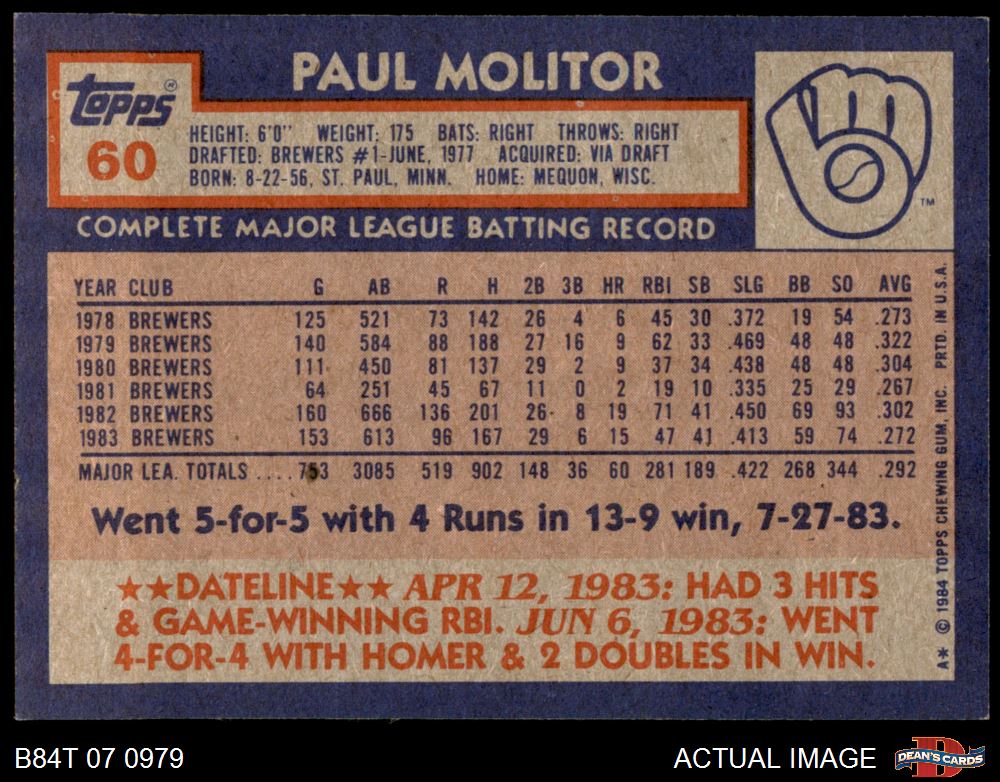 PAUL MOLITOR
Topps®
60
HEIGHT: 6'0" WEIGHT: 175 BATS: RIGHT THROWS: RIGHT
DRAFTED: BREWERS #1-JUNE, 1977 ACQUIRED: VIA DRAFT
BORN: 8-22-56, ST. PAUL, MINN. HOME: MEQUON, WISC.
TM
COMPLETE MAJOR LEAGUE BATTING RECORD
YEAR CLUB G AB R H 2B 3B HR RBI SB SLG BB SO AVG
1978 BREWERS 125 521 73 142 26 4 6 45 30 .372 19 54 .273
1979 BREWERS 140 584 88 188 27 16 9 62 33 .469 48 48 .322
1980 BREWERS 111 450 81 137 29 2 9 37 34 .438 48 48 .304
1981 BREWERS 64 251 45 67 11 0 2 19 10 .335 25 29 .267
1982 BREWERS 160 666 136 201 26 8 19 71 41 .450 69 93 .302
1983 BREWERS 153 613 96 167 29 6 15 47 41 .413 59 74 .272
MAJOR LEA. TOTALS ....753 3085 519 902 148 36 60 281 189 .422 268 344 .292
Went 5-for-5 with 4 Runs in 13-9 win, 7-27-83.
★★DATELINE★★ APR 12, 1983: HAD 3 HITS
& GAME-WINNING RBI. JUN 6, 1983: WENT
4-FOR-4 WITH HOMER & 2 DOUBLES IN WIN.
A* © 1984 TOPPS CHEWING GUM, INC. PRTD. IN U.S.A.
B84T 07 0979
ACTUAL IMAGE
DEAN'S CARDS